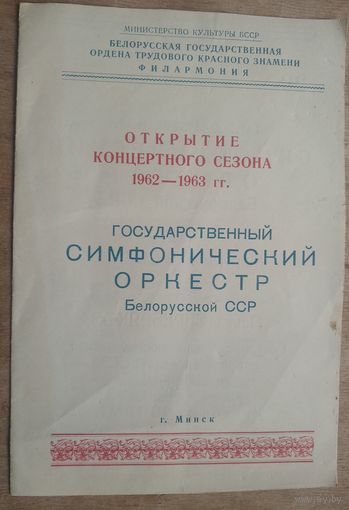 МИНИСТЕРСТВО КУЛЬТУРЫ БССР
БЕЛОРУССКАЯ ГОСУДАРСТВЕННАЯ
ОРДЕНА ТРУДОВОГО КРАСНОГО ЗНАМЕНИ
ФИЛАРМОНИЯ
ОТКРЫТИЕ
КОНЦЕРТНОГО СЕЗОНА
1962—1963 гг.
ГОСУДАРСТВЕННЫЙ
СИМФОНИЧЕСКИЙ
ОРКЕСТР
Белорусской ССР
г. Минск